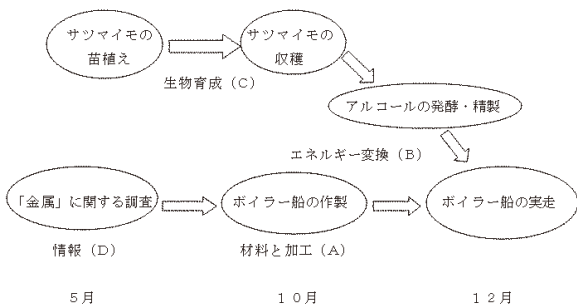 サツマイモの
苗植え
サツマイモの
収穫
生物育成（C）
アルコールの発酵・精製
エネルギー変換（B）
「金属」に関する調査
ボイラー船の作製
ボイラー船の実走
情報（D）
材料と加工（A）
５月
１０月
１２月